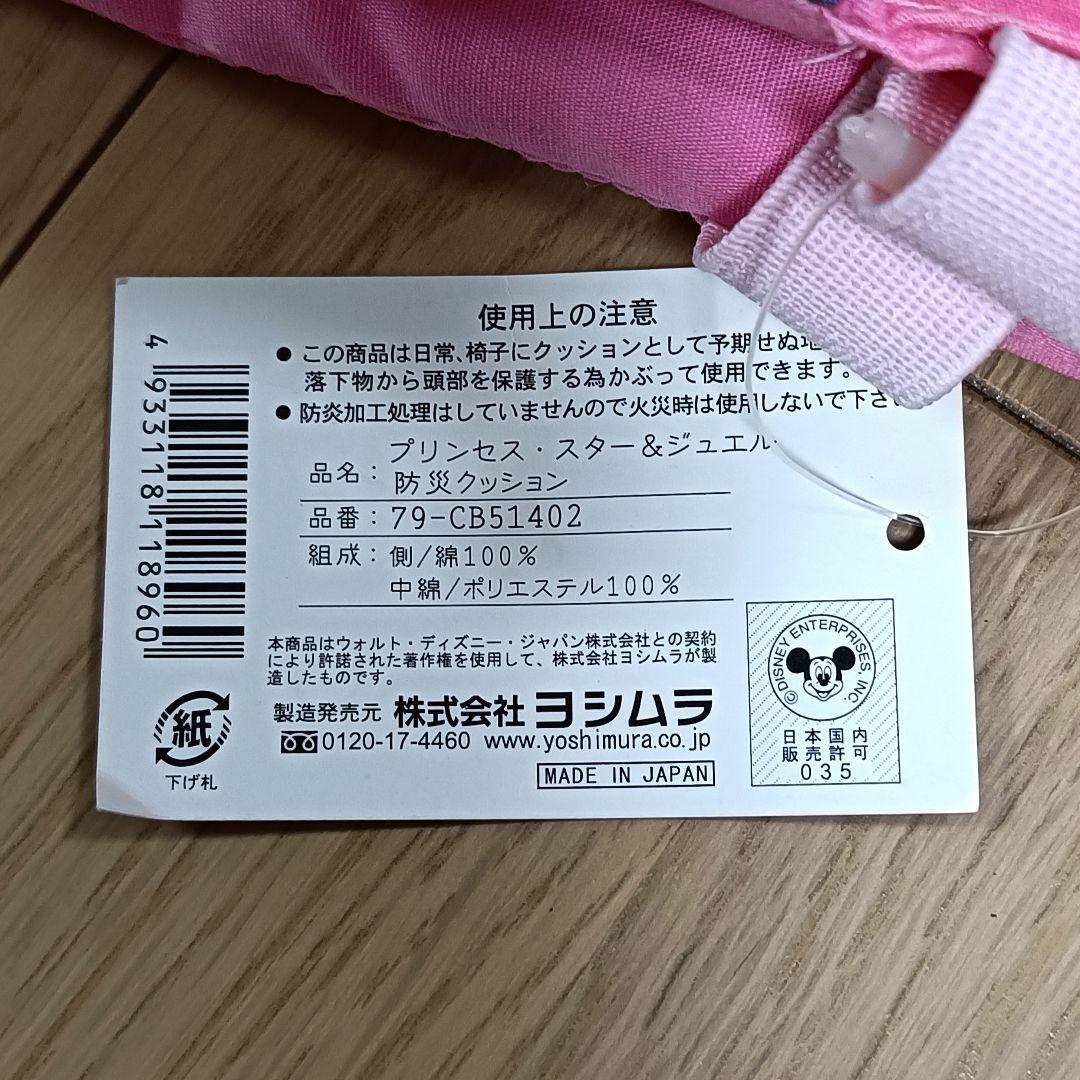 使用上の注意
● この商品は日常、椅子にクッションとして予期せぬ地
落下物から頭部を保護する為かぶって使用できます。
● 防炎加工処理はしていませんので火災時は使用しないで下さ
品名: プリンセス・スター&ジュエル
防災クッション
品番: 79-CB51402
組成: 側/綿100%
中綿/ポリエステル100%
本商品はウォルト・ディズニー・ジャパン株式会社との契約
により許諾された著作権を使用して、株式会社ヨシムラが製
造したものです。
製造発売元 株式会社 ヨシムラ
0120-17-4460 www.yoshimura.co.jp
MADE IN JAPAN
4933118118960
紙
下げ札
©DISNEY ENTERPRISES INC.
日本国内
販売許可
035